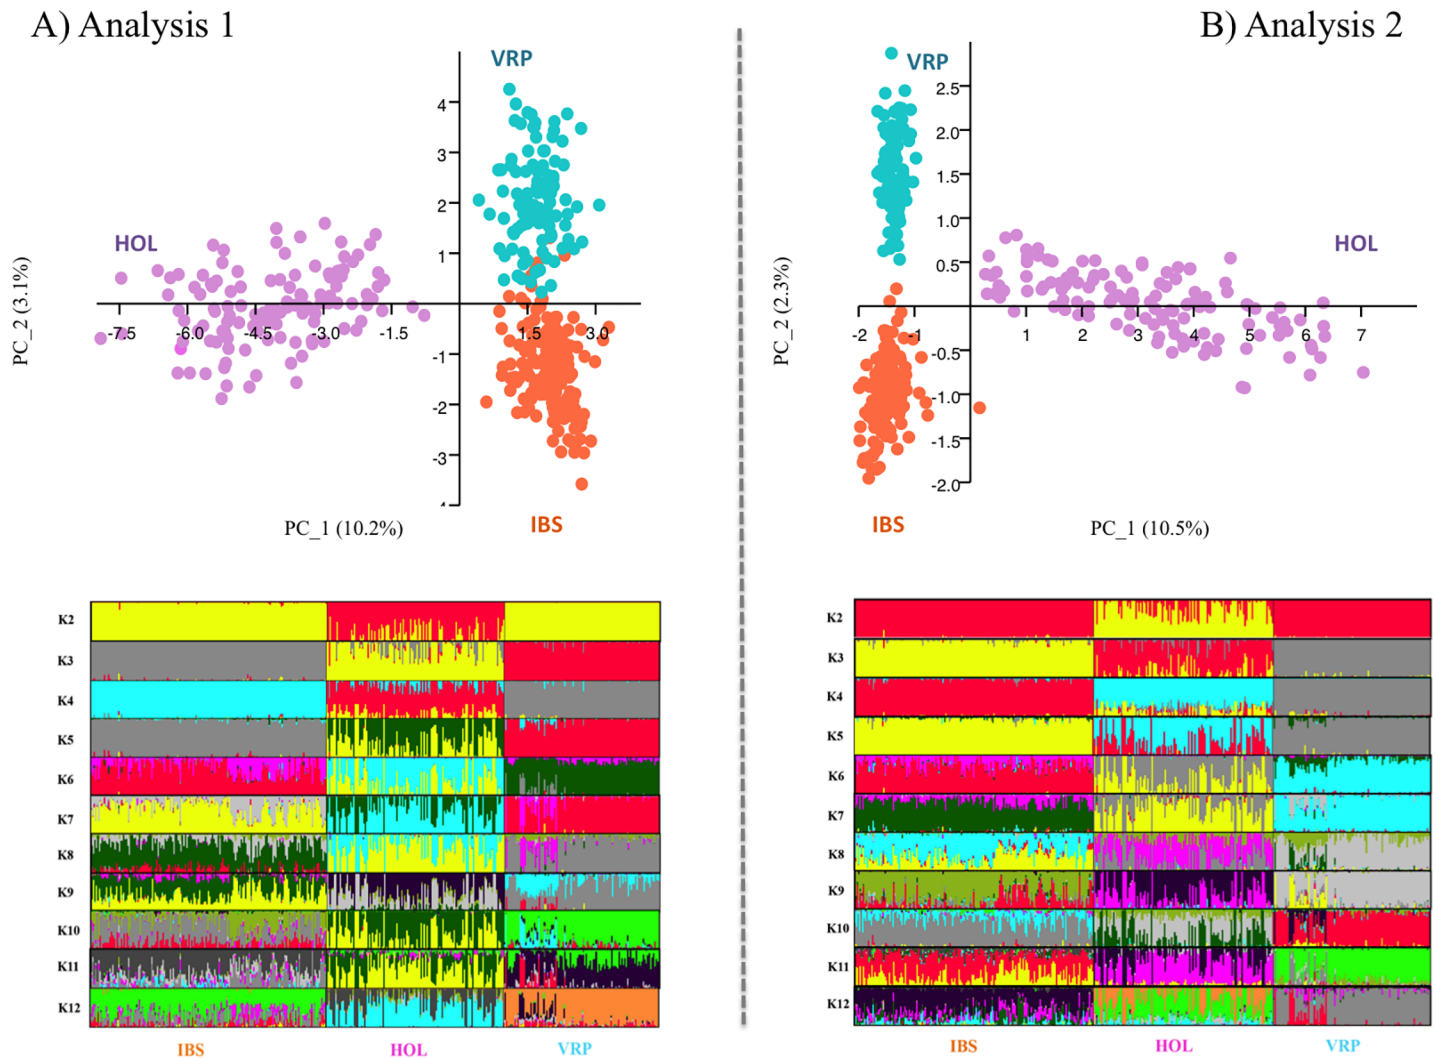 A) Analysis 1
B) Analysis 2
VRP
HOL
4
3
2
1
-7.5 -6.0 -4.5 -3.0 -1.5 1.5 3.0
-1
-2
-3
4
PC_2 (3.1%)
PC_1 (10.2%)
IBS
VRP
HOL
2.5
2.0
1.5
1.0
0.5
-2 -1 1 2 3 4 5 6 7
-0.5
-1.0
-1.5
-2.0
PC_2 (2.3%)
IBS
PC_1 (10.5%)
K2
K3
K4
K5
K6
K7
K8
K9
K10
K11
K12
IBS HOL VRP
K2
K3
K4
K5
K6
K7
K8
K9
K10
K11
K12
IBS HOL VRP